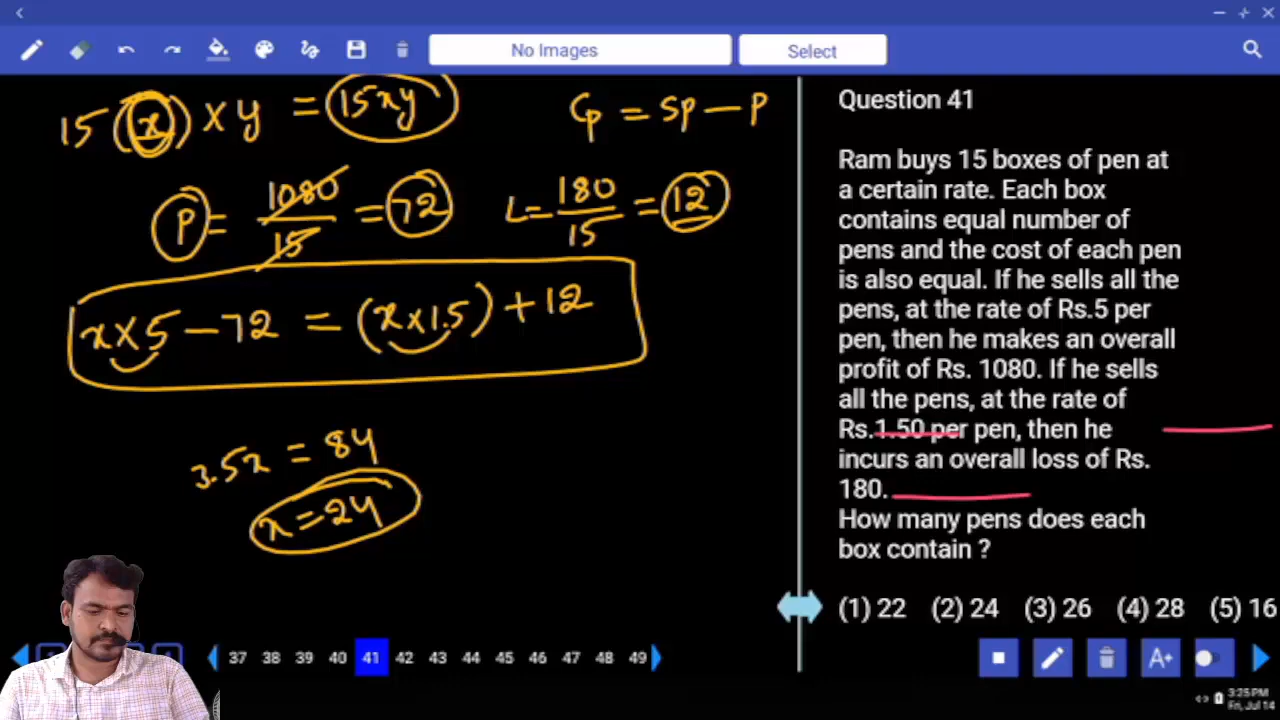 No Images
Select
15(x) × y = 15xy
Cp = SP − P
P = 1080/15 = 72
L = 180/15 = 12
x × 5 − 72 = (x × 1.5) + 12
3.5x = 84
x = 24
Question 41
Ram buys 15 boxes of pen at
a certain rate. Each box
contains equal number of
pens and the cost of each pen
is also equal. If he sells all the
pens, at the rate of Rs.5 per
pen, then he makes an overall
profit of Rs. 1080. If he sells
all the pens, at the rate of
Rs.1.50 per pen, then he
incurs an overall loss of Rs.
180.
How many pens does each
box contain ?
(1) 22 (2) 24 (3) 26 (4) 28 (5) 16
37 38 39 40 41 42 43 44 45 46 47 48 49
A+
3:25 PM
Fri, Jul 14